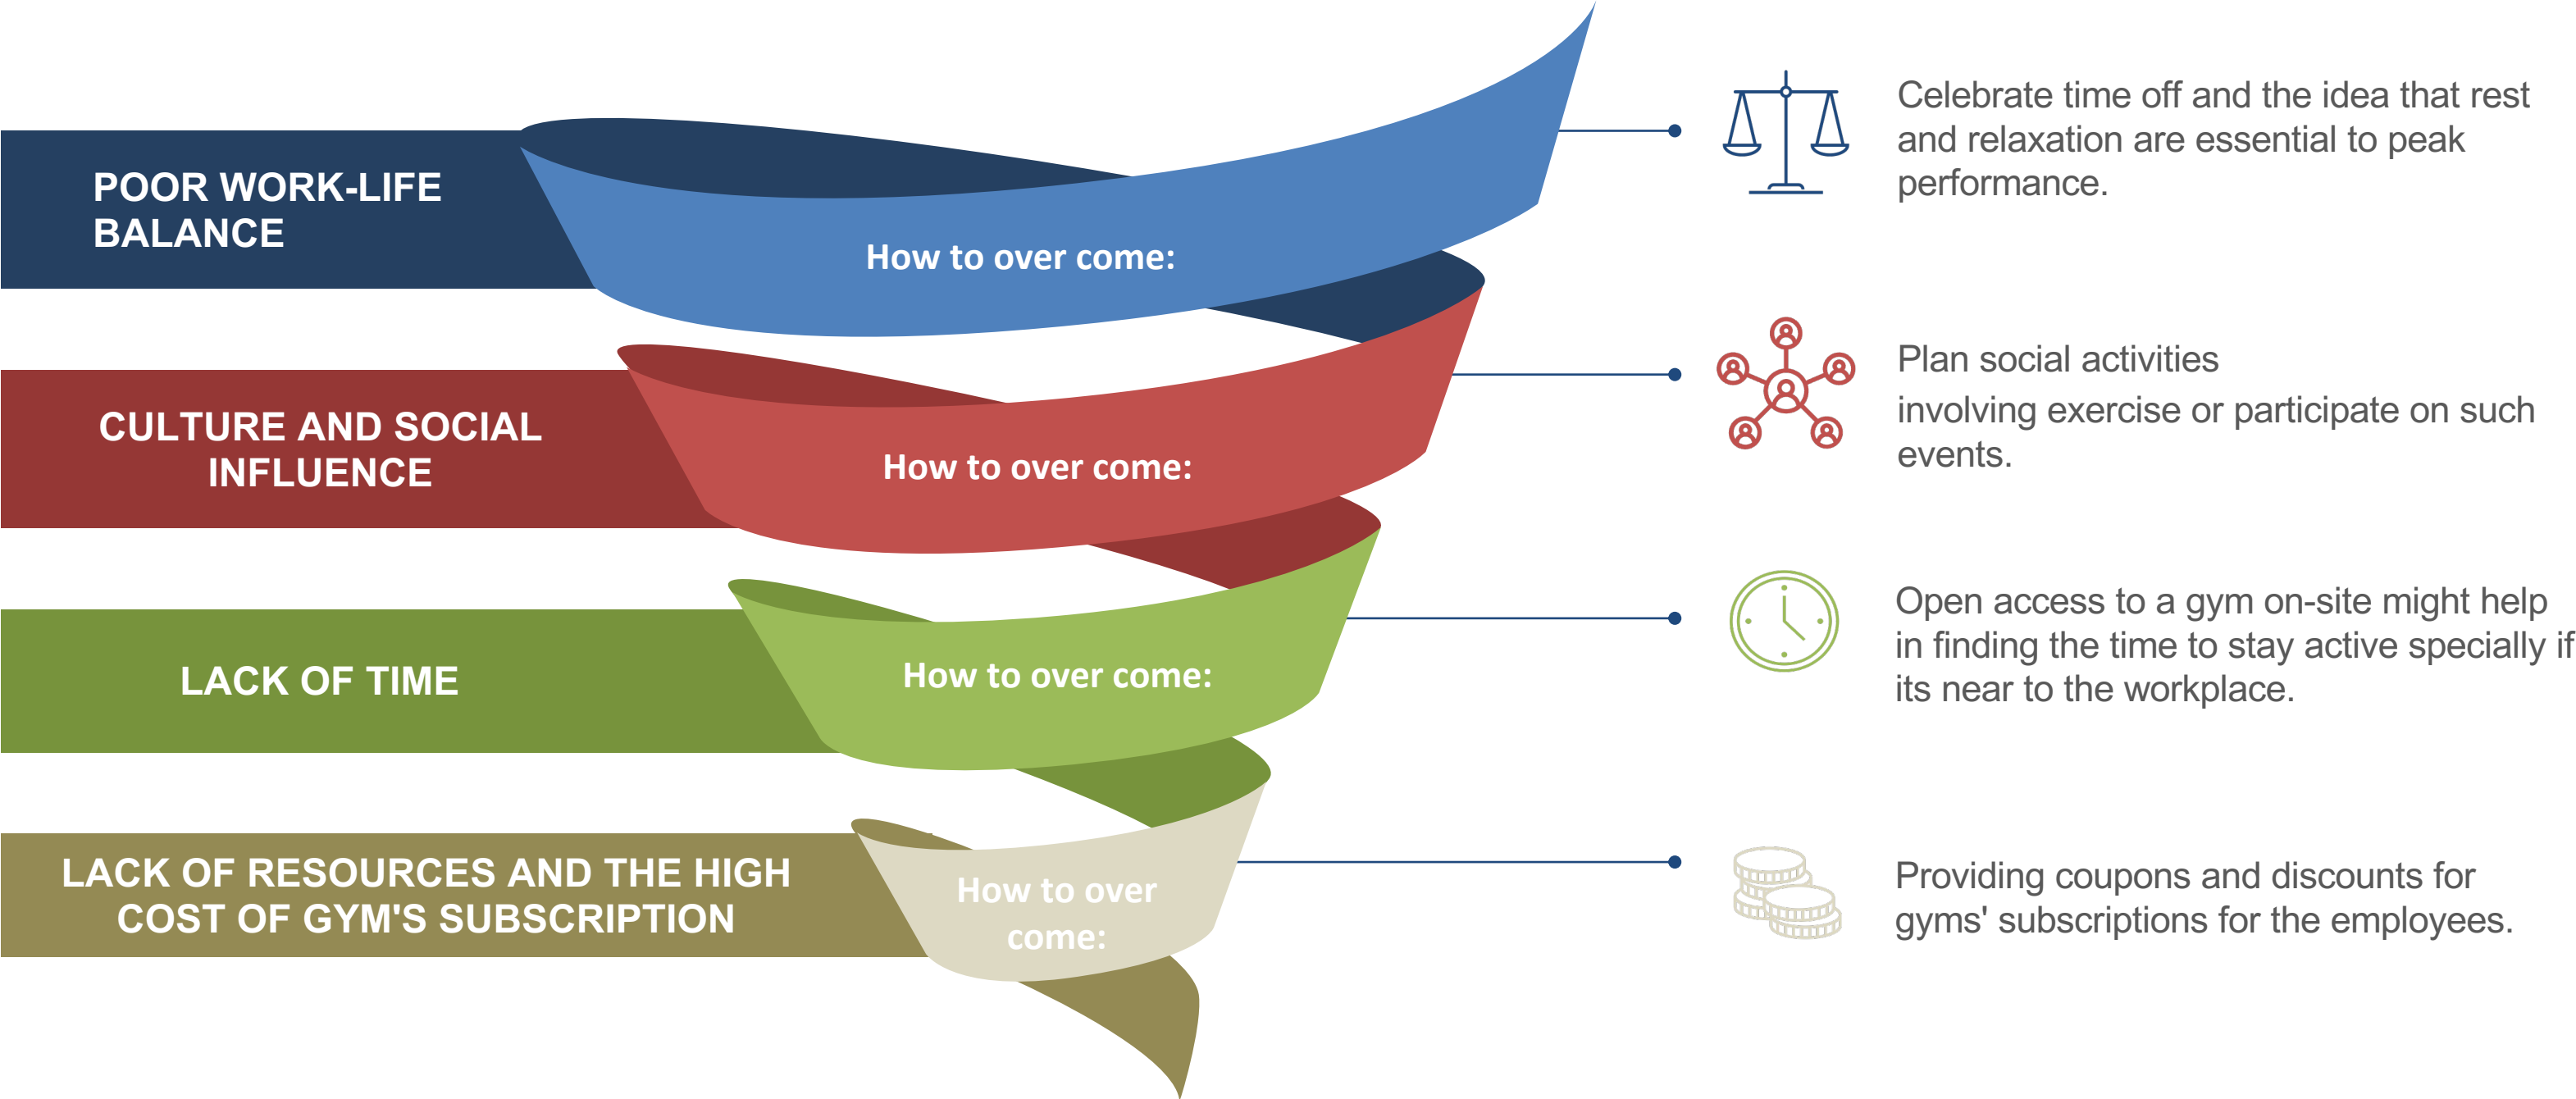 POOR WORK-LIFE
BALANCE
How to over come:
Celebrate time off and the idea that rest
and relaxation are essential to peak
performance.
CULTURE AND SOCIAL
INFLUENCE
How to over come:
Plan social activities
involving exercise or participate on such
events.
LACK OF TIME
How to over come:
Open access to a gym on-site might help
in finding the time to stay active specially if
its near to the workplace.
LACK OF RESOURCES AND THE HIGH
COST OF GYM'S SUBSCRIPTION
How to over
come:
Providing coupons and discounts for
gyms' subscriptions for the employees.